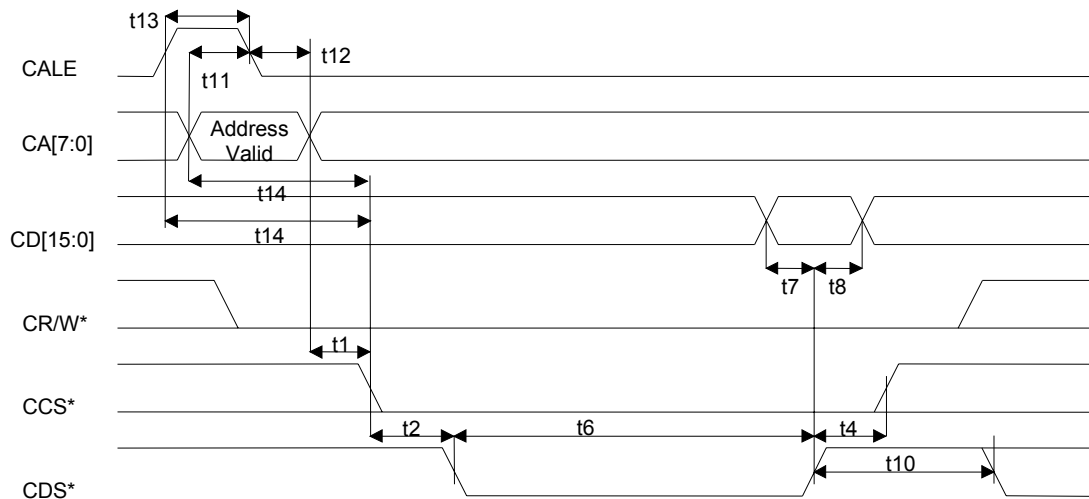 t13
t12
CALE
t11
CA[7:0]
Address
Valid
t14
t14
CD[15:0]
t7
t8
CR/W*
t1
CCS*
t2
t6
t4
t10
CDS*